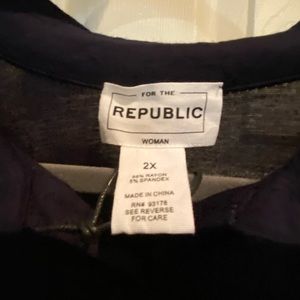 FOR THE
REPUBLIC
WOMAN
2X
95% RAYON
5% SPANDEX
MADE IN CHINA
RN# 93176
SEE REVERSE
FOR CARE